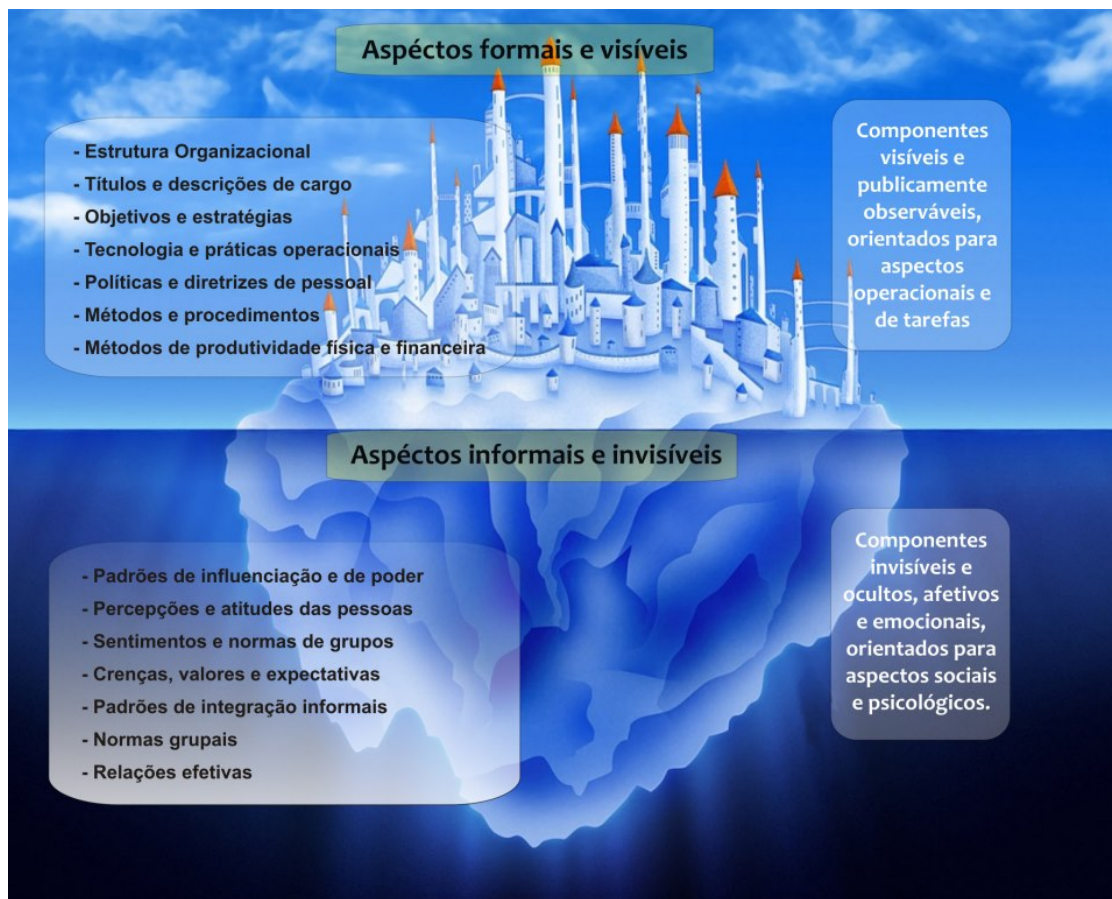 Aspéctos formais e visíveis
- Estrutura Organizacional
- Títulos e descrições de cargo
- Objetivos e estratégias
- Tecnologia e práticas operacionais
- Políticas e diretrizes de pessoal
- Métodos e procedimentos
- Métodos de produtividade física e financeira
Componentes
visíveis e
publicamente
observáveis,
orientados para
aspectos
operacionais e
de tarefas
Aspéctos informais e invisíveis
- Padrões de influenciação e de poder
- Percepções e atitudes das pessoas
- Sentimentos e normas de grupos
- Crenças, valores e expectativas
- Padrões de integração informais
- Normas grupais
- Relações efetivas
Componentes
invisíveis e
ocultos, afetivos
e emocionais,
orientados para
aspectos sociais
e psicológicos.